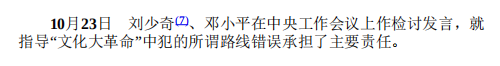 10月23日　刘少奇(7)、邓小平在中央工作会议上作检讨发言，就
指导“文化大革命”中犯的所谓路线错误承担了主要责任。